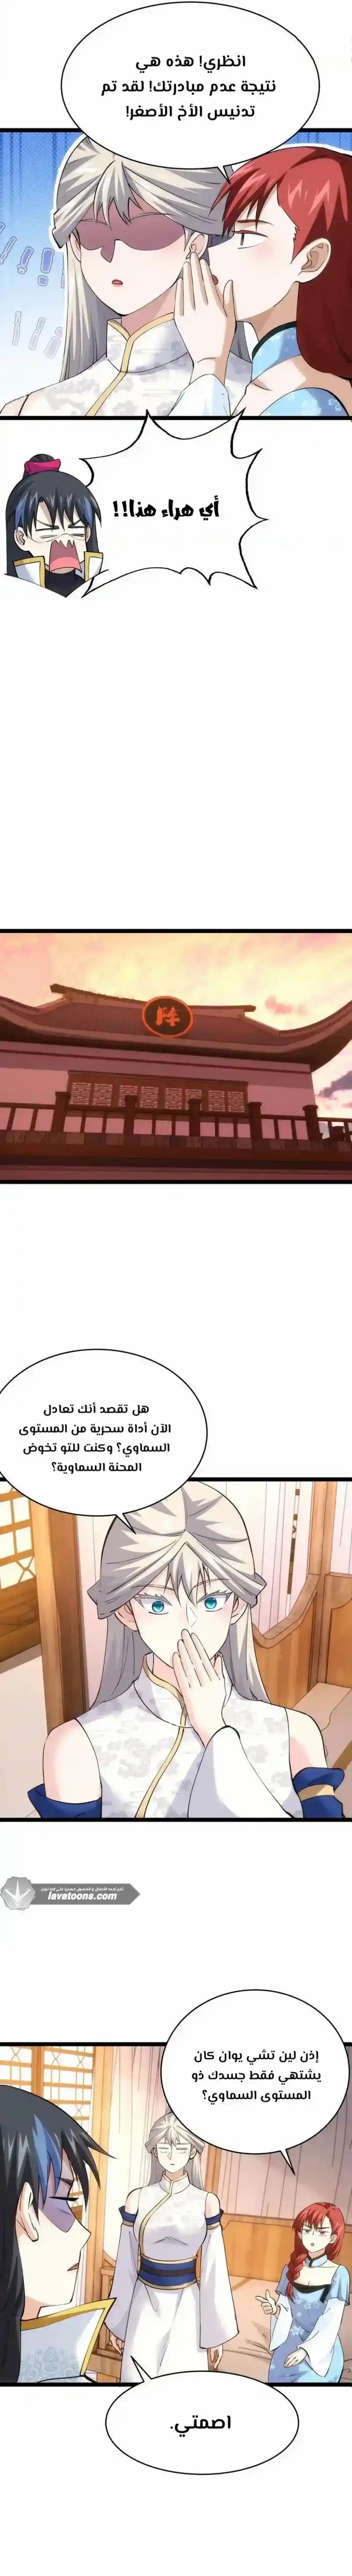 انظري! هذه هي
نتيجة عدم مبادرتك! لقد تم
تدنيس الأخ الأصغر!
أي هراء هذا!!
阵
هل تقصد أنك تعادل
الآن أداة سحرية من المستوى
السماوي؟ وكنت للتو تخوض
المحنة السماوية؟
lavatoons.com
إذن لين تشي يوان كان
يشتهي فقط جسدك ذو
المستوى السماوي؟
اصمتي.